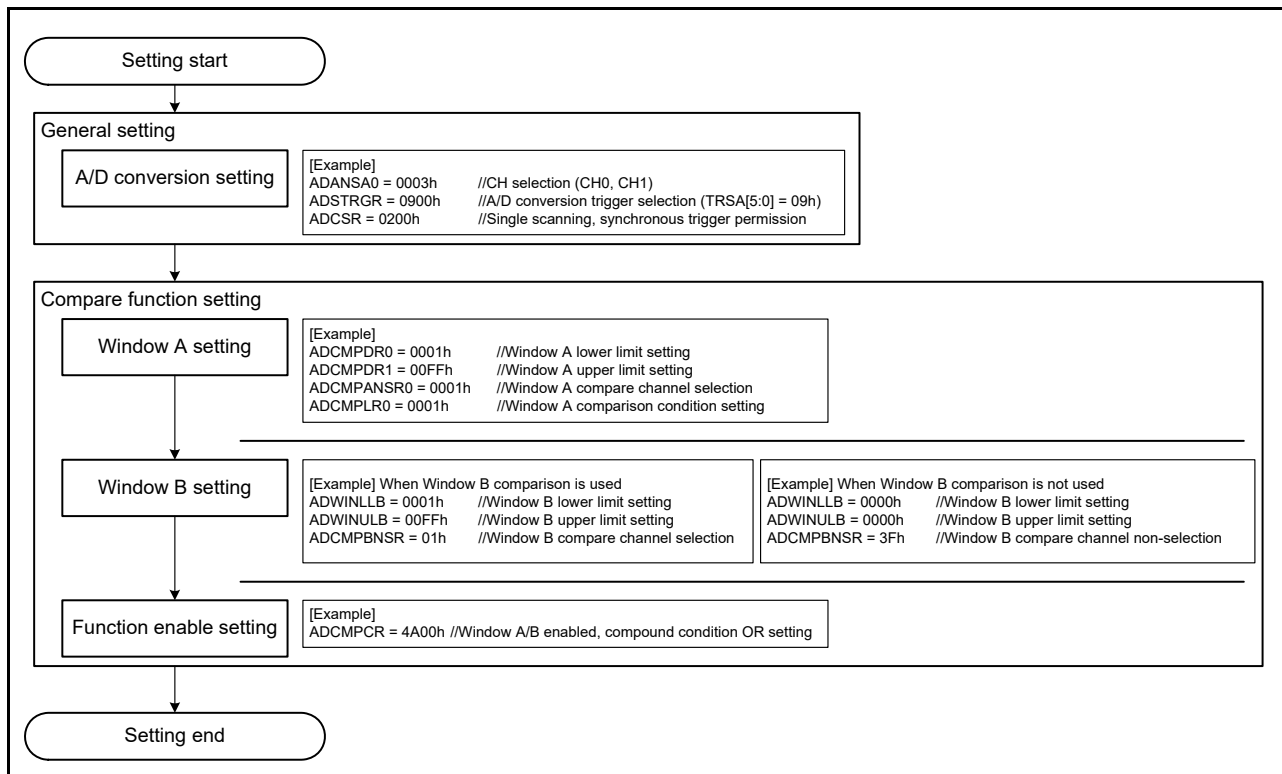 Setting start
General setting
A/D conversion setting
[Example]
ADANSA0 = 0003h //CH selection (CH0, CH1)
ADSTRGR = 0900h //A/D conversion trigger selection (TRSA[5:0] = 09h)
ADCSR = 0200h //Single scanning, synchronous trigger permission
Compare function setting
Window A setting
[Example]
ADCMPDR0 = 0001h //Window A lower limit setting
ADCMPDR1 = 00FFh //Window A upper limit setting
ADCMPANSR0 = 0001h //Window A compare channel selection
ADCMPLR0 = 0001h //Window A comparison condition setting
Window B setting
[Example] When Window B comparison is used
ADWINLLB = 0001h //Window B lower limit setting
ADWINULB = 00FFh //Window B upper limit setting
ADCMPBNSR = 01h //Window B compare channel selection
[Example] When Window B comparison is not used
ADWINLLB = 0000h //Window B lower limit setting
ADWINULB = 0000h //Window B upper limit setting
ADCMPBNSR = 3Fh //Window B compare channel non-selection
Function enable setting
[Example]
ADCMPCR = 4A00h //Window A/B enabled, compound condition OR setting
Setting end